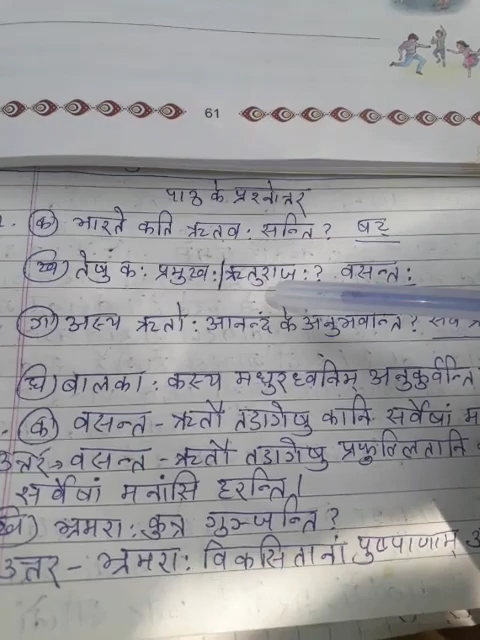 61
पाठ के प्रश्नोत्तर
(क) भारते कति ऋतवः सन्ति? षट्
(ख) तेषु कः प्रमुखः/ऋतुराजः? वसन्तः
(ग) अस्य ऋतोः आनन्दं के अनुभवन्ति?
(घ) बालकाः कस्य मधुरध्वनिम् अनुकुर्वन्ति
(क) वसन्त-ऋतौ तडागेषु कानि सर्वेषां
उत्तर→ वसन्त-ऋतौ तडागेषु प्रफुल्लितानि
सर्वेषां मनांसि हरन्ति।
(ख) भ्रमराः कुत्र गुञ्जन्ति?
उत्तर - भ्रमराः विकसितानां पुष्पाणाम्